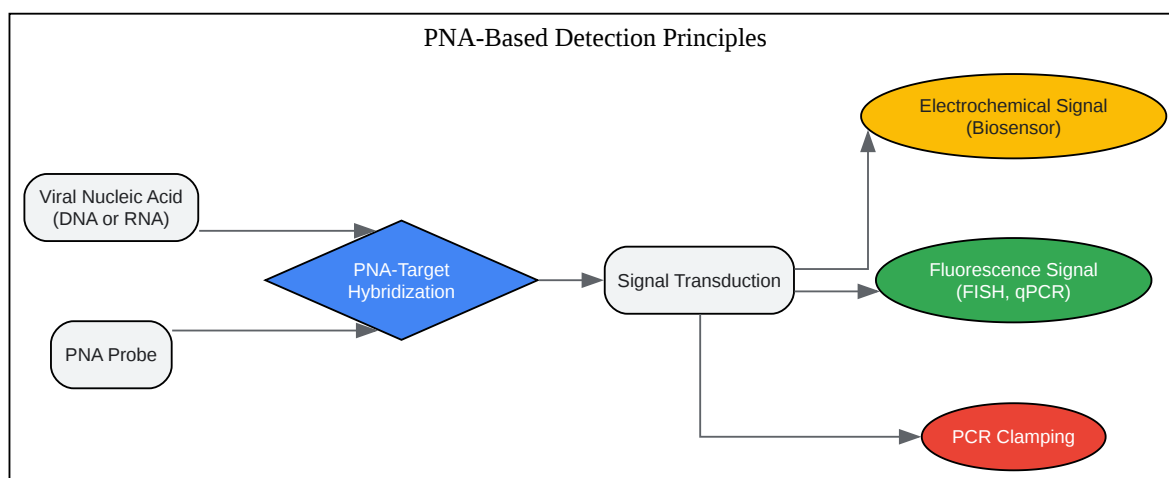 PNA-Based Detection Principles
Viral Nucleic Acid
(DNA or RNA)
PNA Probe
PNA-Target
Hybridization
Signal Transduction
Electrochemical Signal
(Biosensor)
Fluorescence Signal
(FISH, qPCR)
PCR Clamping